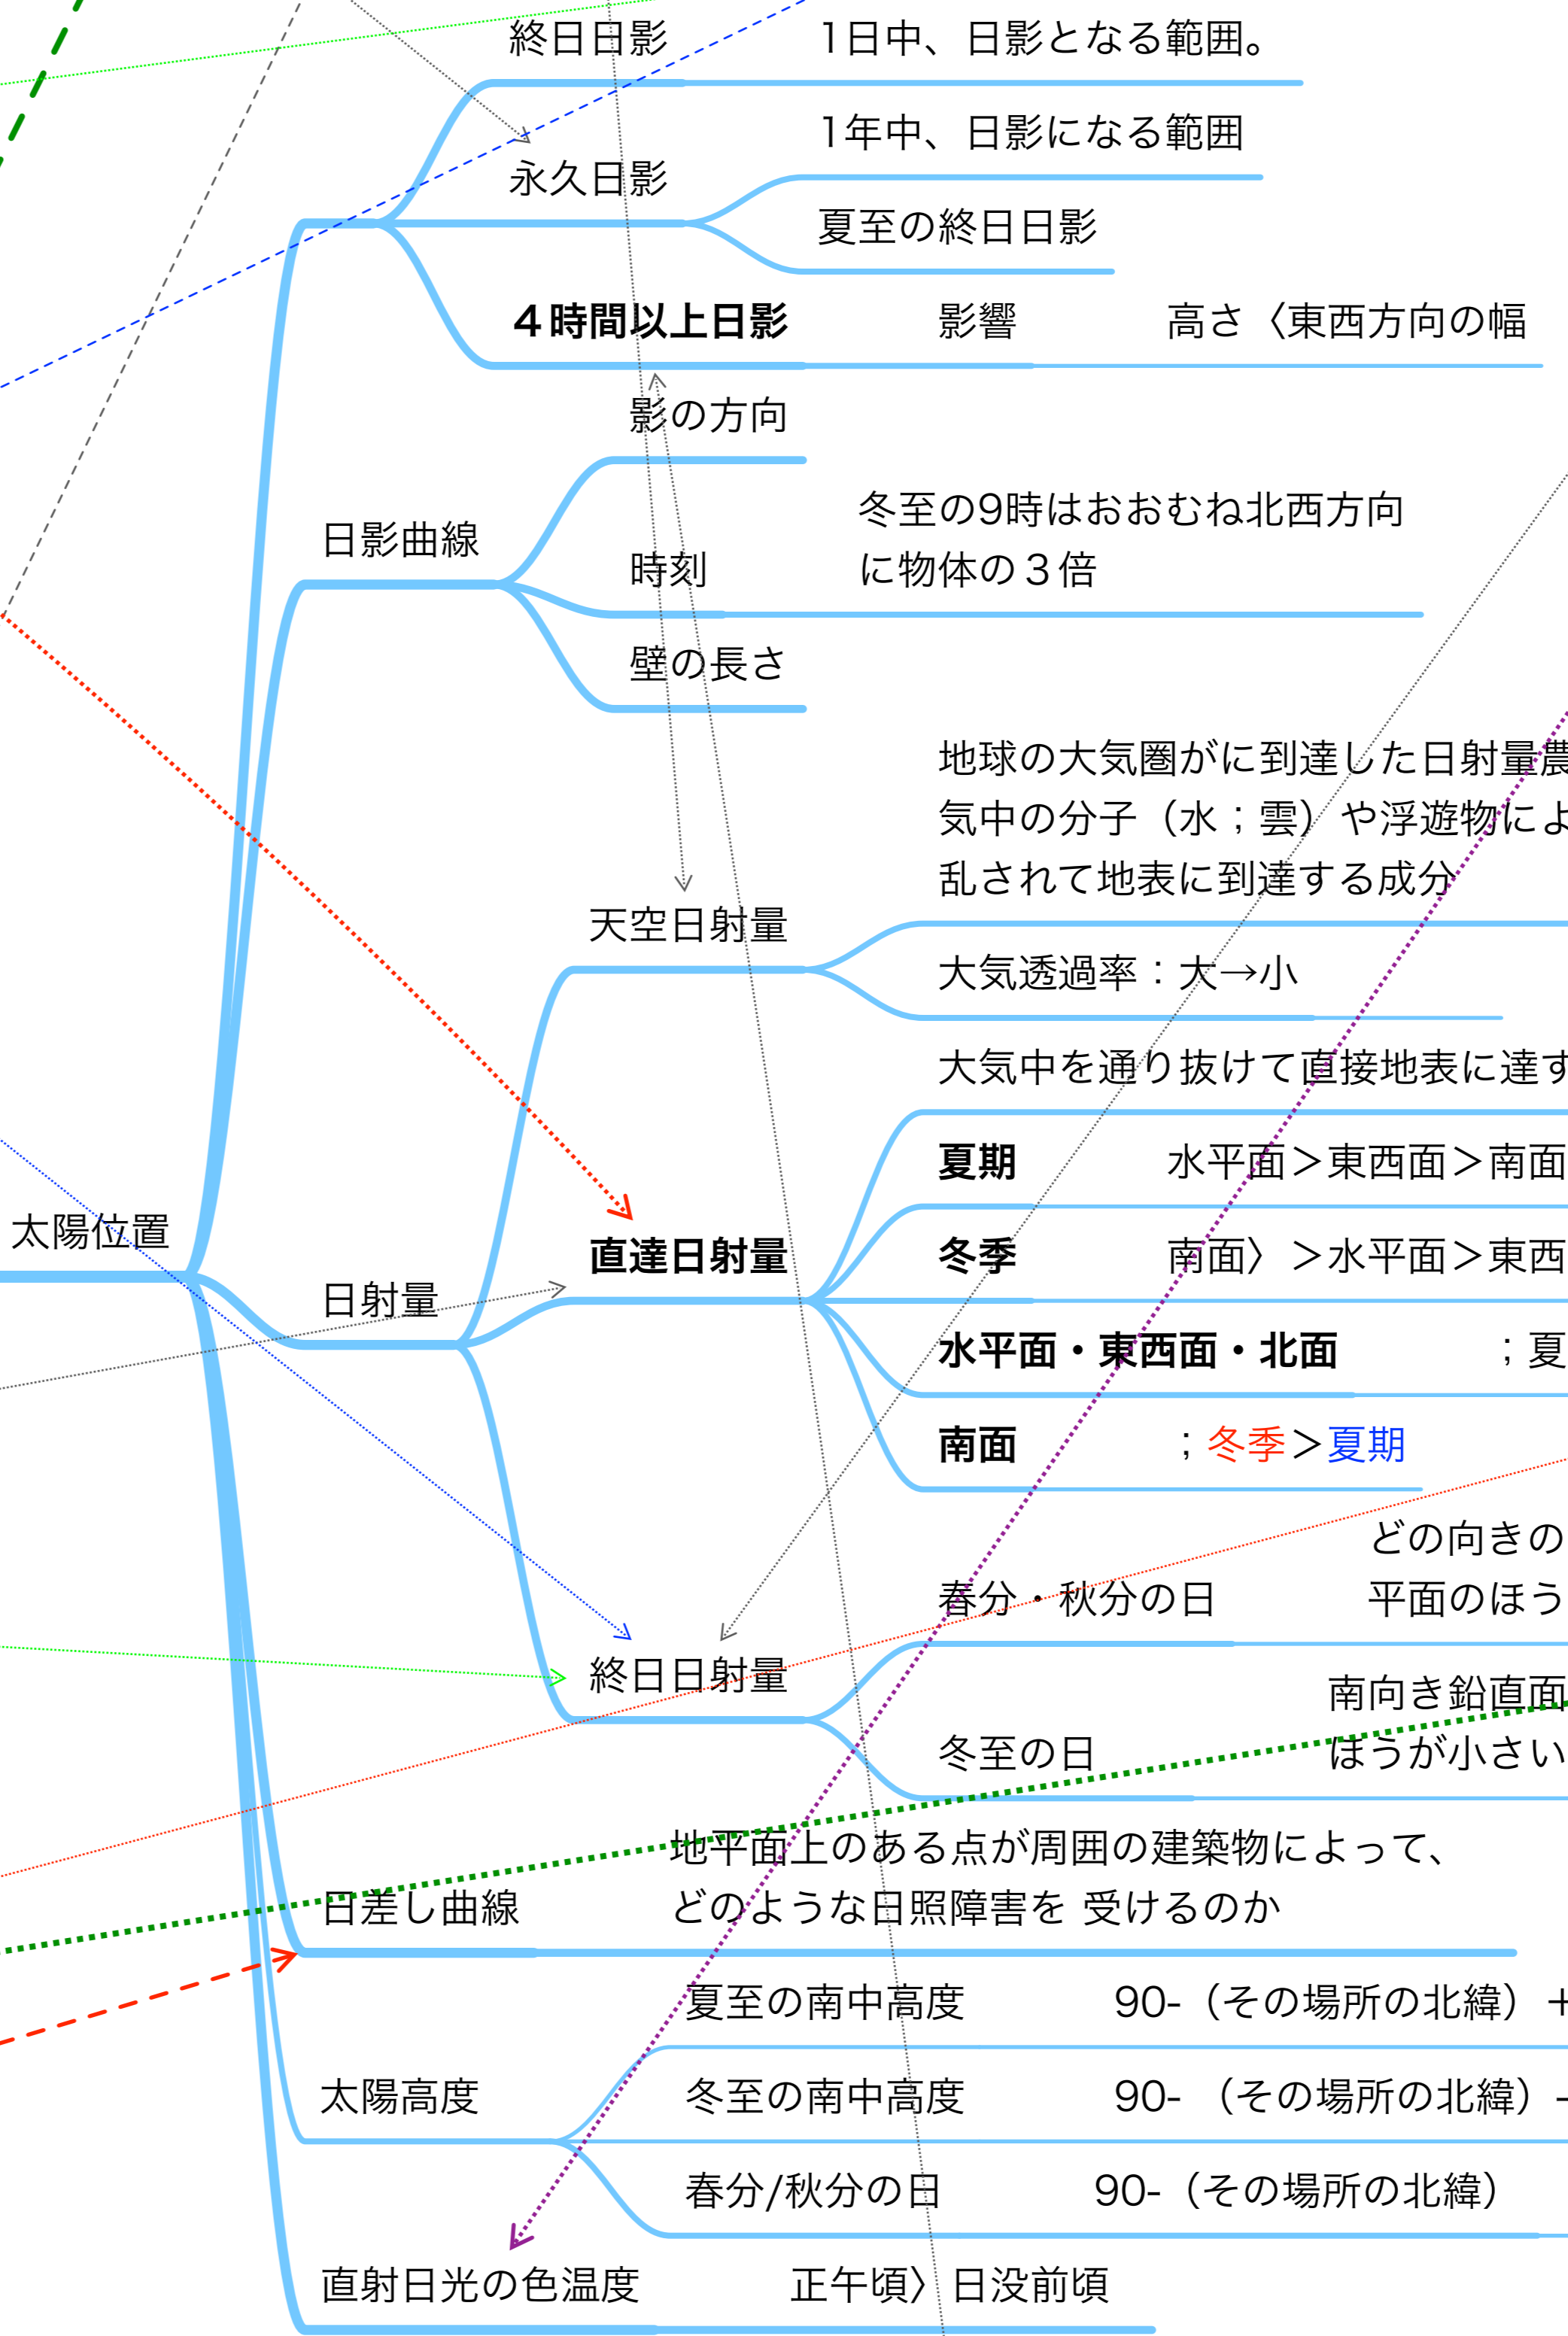 終日日影
1日中、日影となる範囲。
永久日影
1年中、日影になる範囲
夏至の終日日影
４時間以上日影
影響
高さ〈東西方向の幅
日影曲線
影の方向
時刻
冬至の9時はおおむね北西方向
に物体の３倍
壁の長さ
太陽位置
日射量
天空日射量
地球の大気圏がに到達した日射量農
気中の分子（水；雲）や浮遊物によ
乱されて地表に到達する成分
大気透過率：大→小
直達日射量
大気中を通り抜けて直接地表に達す
夏期
水平面＞東西面＞南面
冬季
南面〉＞水平面＞東西
水平面・東西面・北面
；夏
南面
；冬季＞夏期
終日日射量
春分・秋分の日
どの向きの
平面のほう
冬至の日
南向き鉛直面
ほうが小さい
日差し曲線
地平面上のある点が周囲の建築物によって、
どのような日照障害を 受けるのか
太陽高度
夏至の南中高度
90-（その場所の北緯）＋
冬至の南中高度
90- （その場所の北緯）-
春分/秋分の日
90-（その場所の北緯）
直射日光の色温度
正午頃〉日没前頃